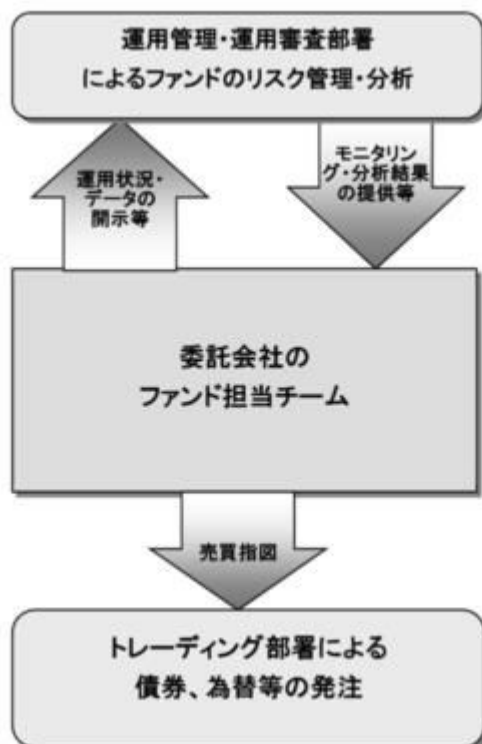 運用管理・運用審査部署
によるファンドのリスク管理・分析
運用状況・
データの
開示等
モニタリン
グ・分析結果
の提供等
委託会社の
ファンド担当チーム
売買指図
トレーディング部署による
債券、為替等の発注